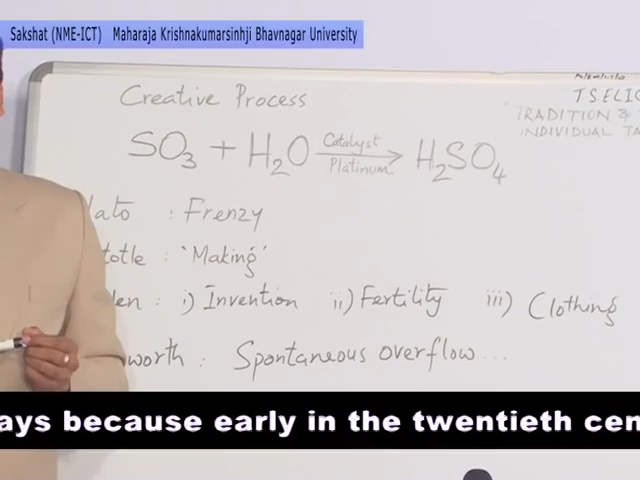 Sakshat (NME-ICT) Maharaja Krishnakumarsinhji Bhavnagar University
Creative Process
T S ELIO
TRADITION &
INDIVIDUAL TA
SO3 + H2O Catalyst Platinum H2SO4
lato : Frenzy
totle : 'Making'
den : i) Invention ii) Fertility iii) Clothing
worth : Spontaneous overflow...
ays because early in the twentieth cen